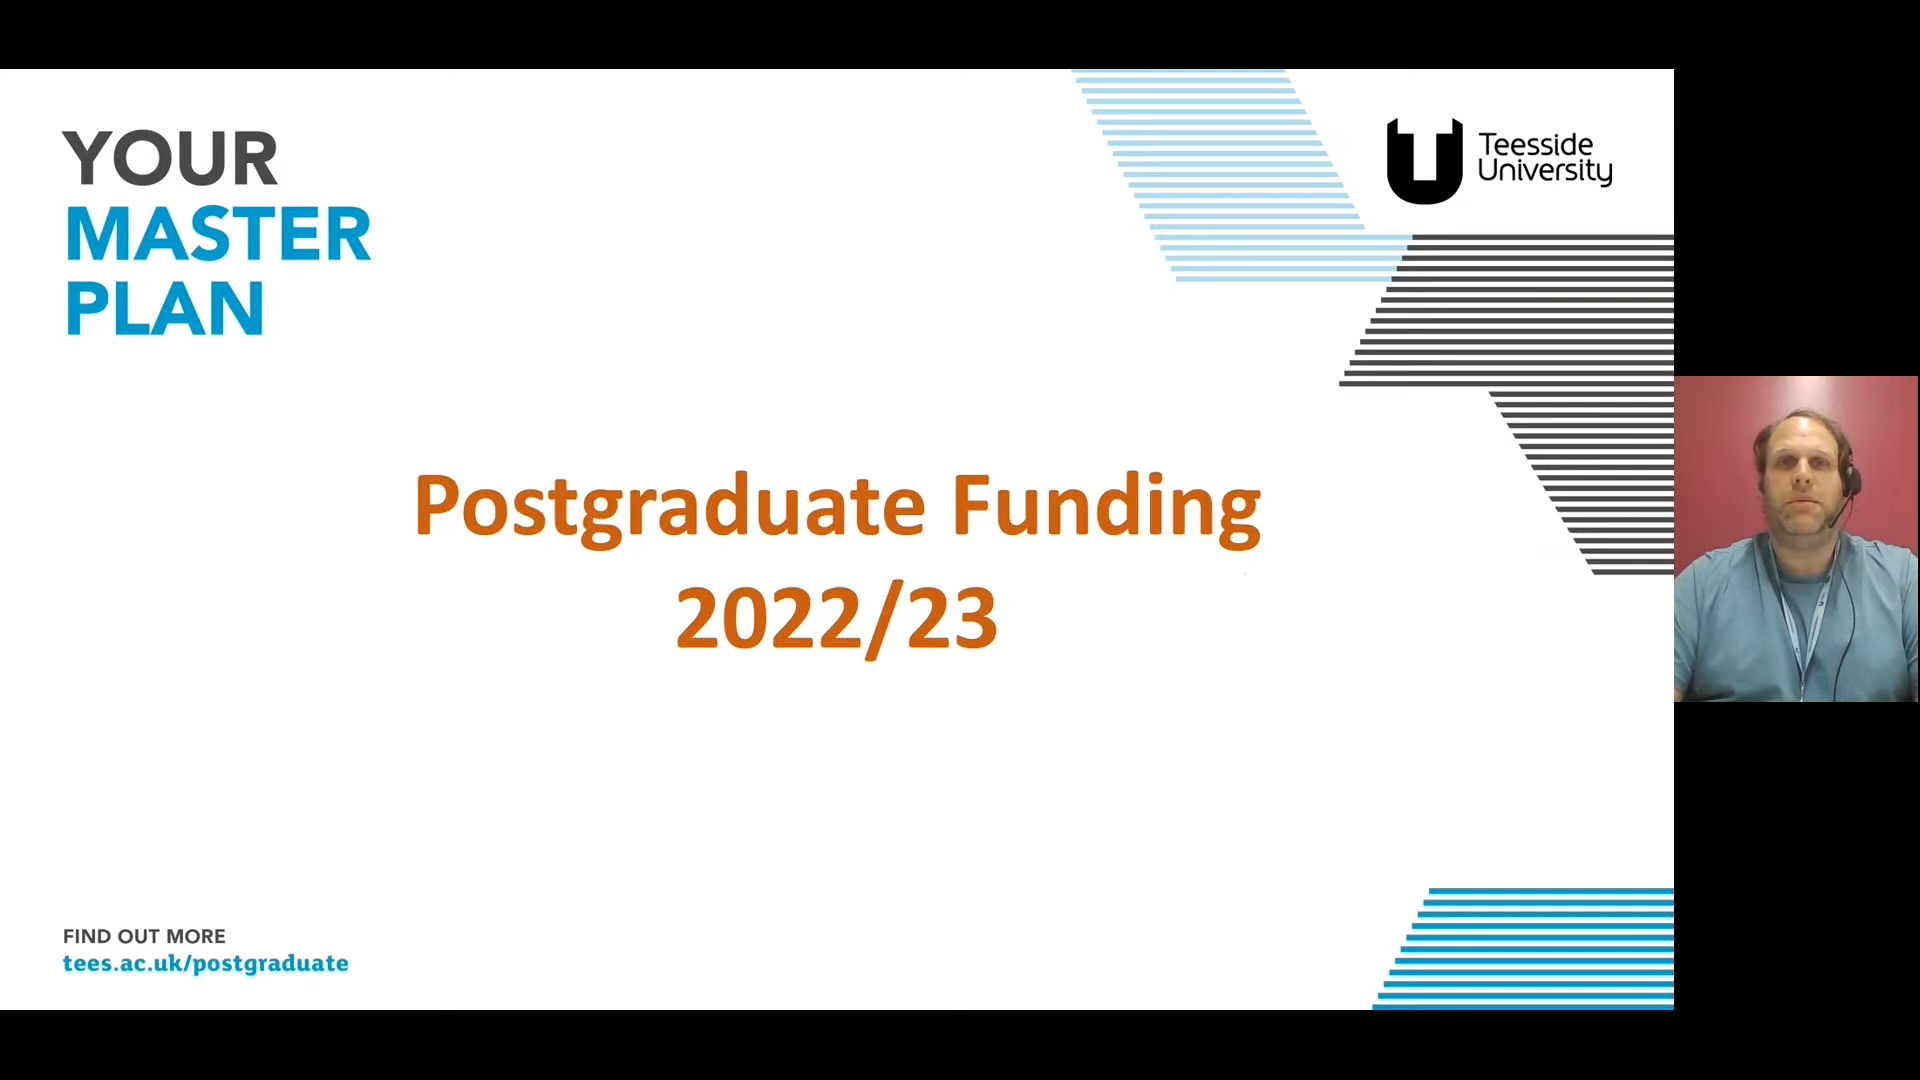 YOUR
MASTER
PLAN
Teesside
University
Postgraduate Funding
2022/23
FIND OUT MORE
tees.ac.uk/postgraduate